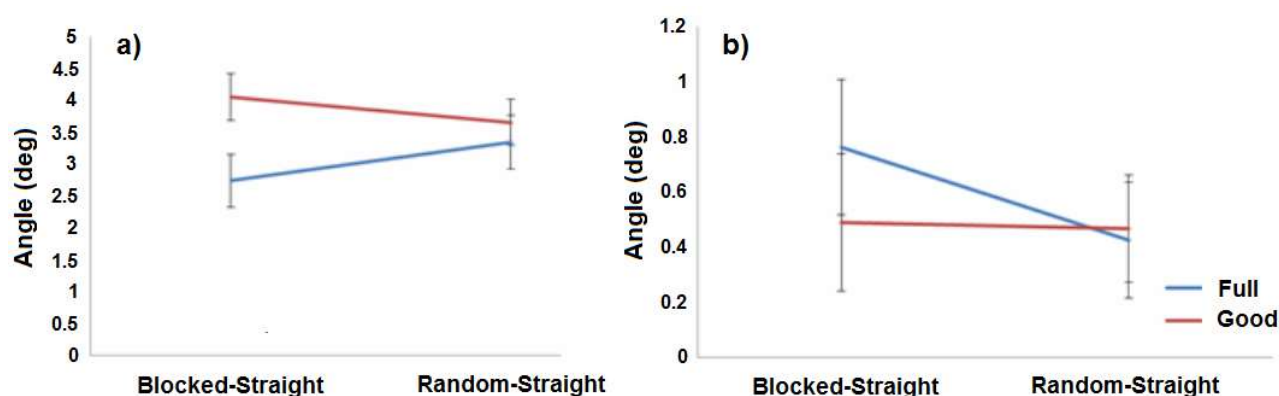 a)
Angle (deg)
5
4.5
4
3.5
3
2.5
2
1.5
1
0.5
0
Blocked-Straight Random-Straight
b)
Angle (deg)
1.2
1
0.8
0.6
0.4
0.2
0
Blocked-Straight Random-Straight
Full
Good